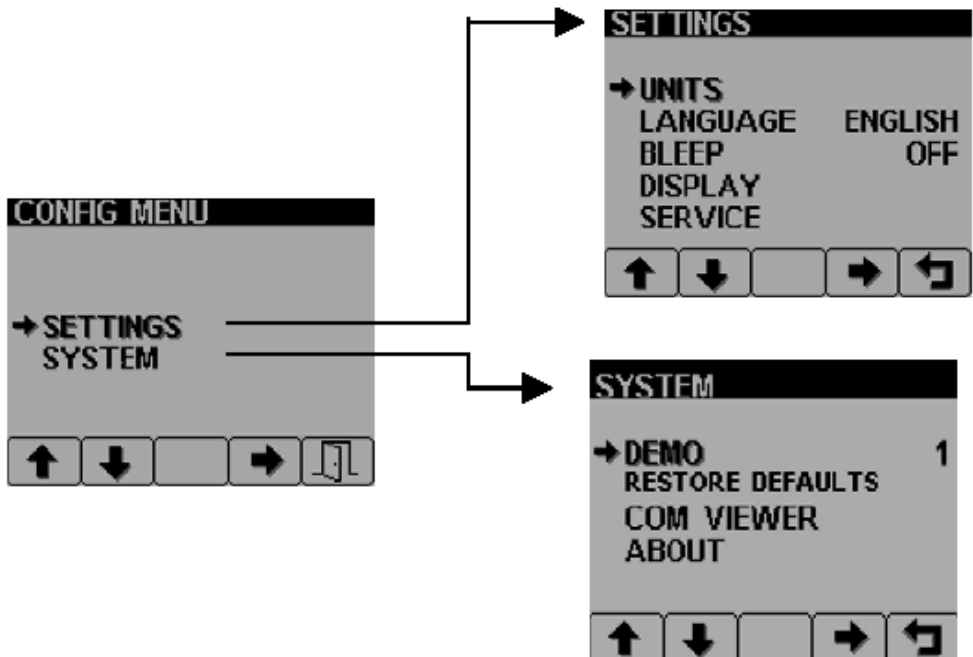 CONFIG MENU
SETTINGS
SYSTEM
SETTINGS
UNITS
LANGUAGE ENGLISH
BLEEP OFF
DISPLAY
SERVICE
SYSTEM
DEMO 1
RESTORE DEFAULTS
COM VIEWER
ABOUT